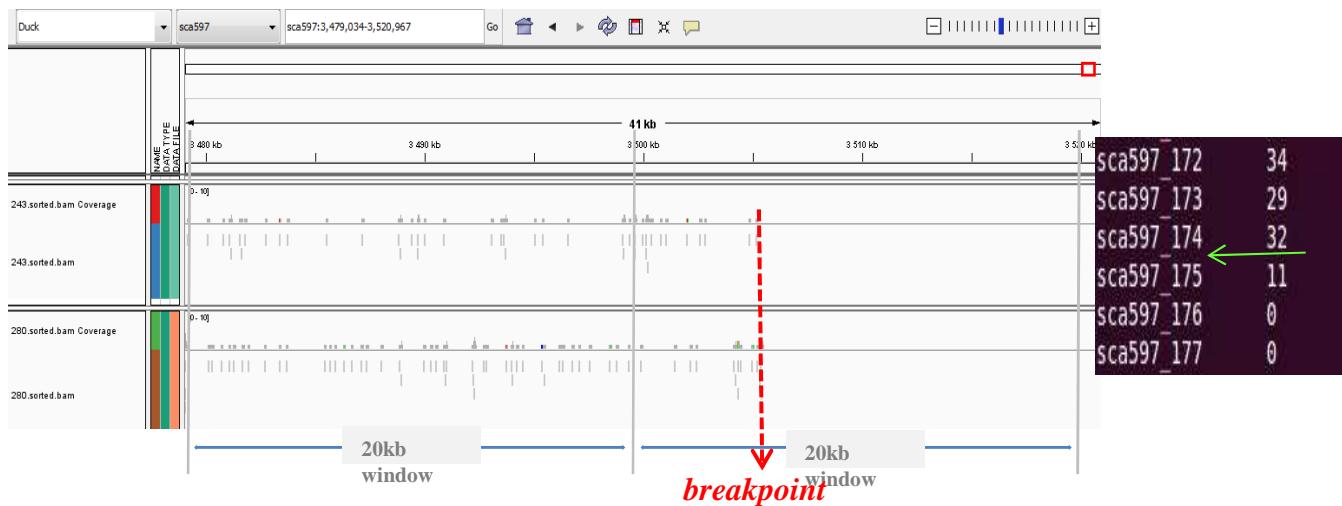 Duck sca597 sca597:3,479,034-3,520,967 Go
41 kb
3 480 kb 3 490 kb 3 500 kb 3 510 kb 3 520 kb
NAME
DATA TYPE
DATA FILE
243.sorted.bam Coverage
[0 - 10]
243.sorted.bam
280.sorted.bam Coverage
[0 - 10]
280.sorted.bam
20kb
window
20kb
window
breakpoint
sca597_172 34
sca597_173 29
sca597_174 32
sca597_175 11
sca597_176 0
sca597_177 0